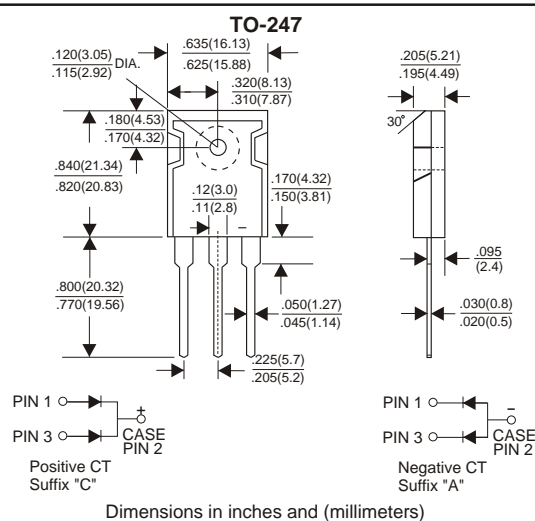 TO-247
.120(3.05)
.115(2.92)
DIA.
.635(16.13)
.625(15.88)
.320(8.13)
.310(7.87)
.205(5.21)
.195(4.49)
.180(4.53)
.170(4.32)
30°
.840(21.34)
.820(20.83)
.12(3.0)
.11(2.8)
.170(4.32)
.150(3.81)
.095
(2.4)
.800(20.32)
.770(19.56)
.050(1.27)
.045(1.14)
.030(0.8)
.020(0.5)
.225(5.7)
.205(5.2)
PIN 1
+
PIN 3
CASE
PIN 2
Positive CT
Suffix "C"
PIN 1
-
PIN 3
CASE
PIN 2
Negative CT
Suffix "A"
Dimensions in inches and (millimeters)